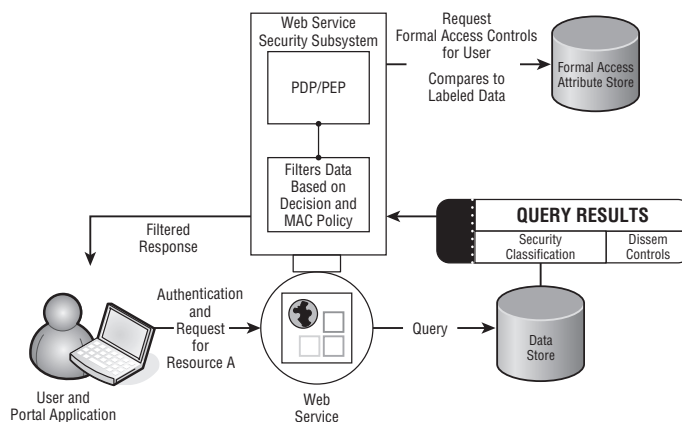 Web Service
Security Subsystem
PDP/PEP
Filters Data
Based on
Decision and
MAC Policy
Request
Formal Access Controls
for User
Compares to
Labeled Data
Formal Access
Attribute Store
QUERY RESULTS
Security
Classification
Dissem
Controls
Filtered
Response
Authentication
and
Request
for
Resource A
Query
Data
Store
User and
Portal Application
Web
Service